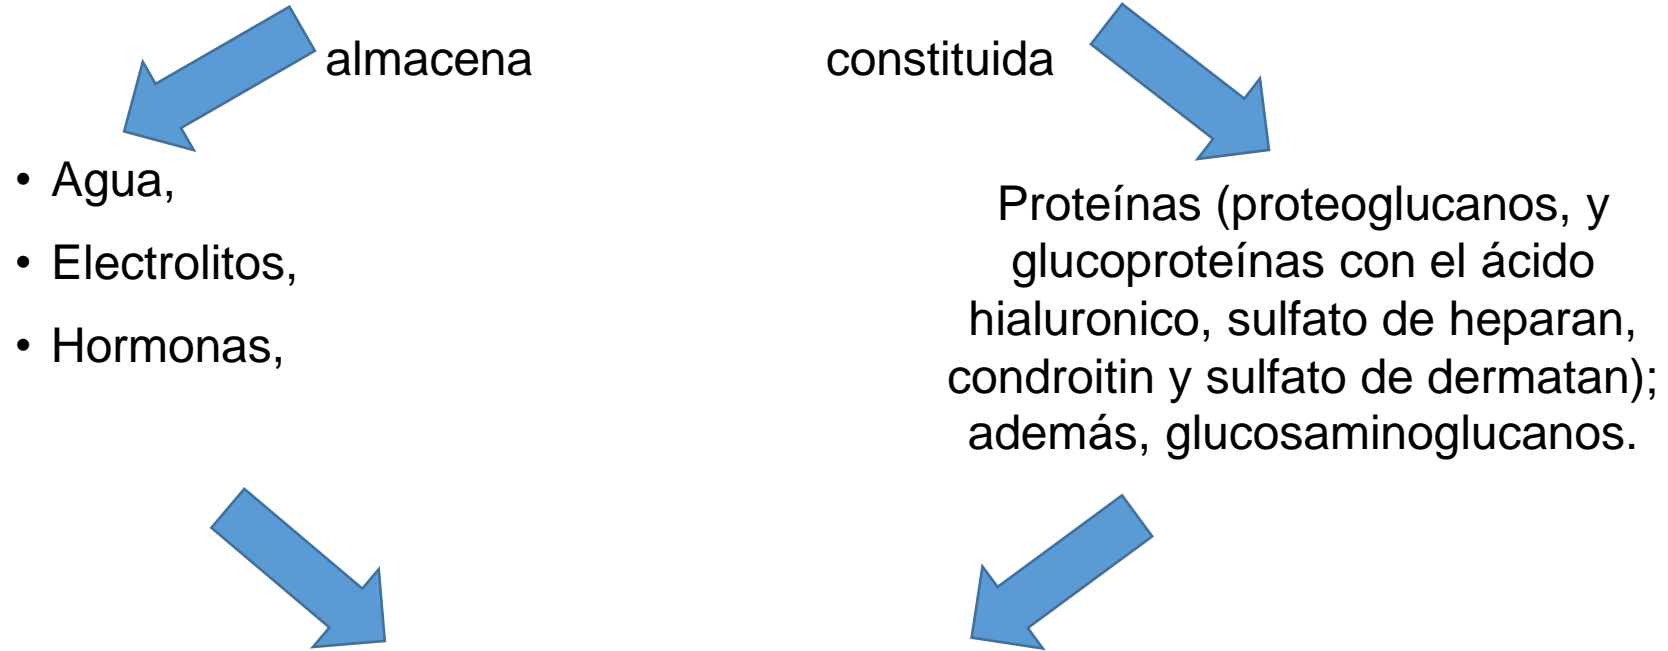 almacena
constituida
• Agua,
• Electrolitos,
• Hormonas,
Proteínas (proteoglucanos, y
glucoproteínas con el ácido
hialuronico, sulfato de heparan,
condroitin y sulfato de dermatan);
además, glucosaminoglucanos.